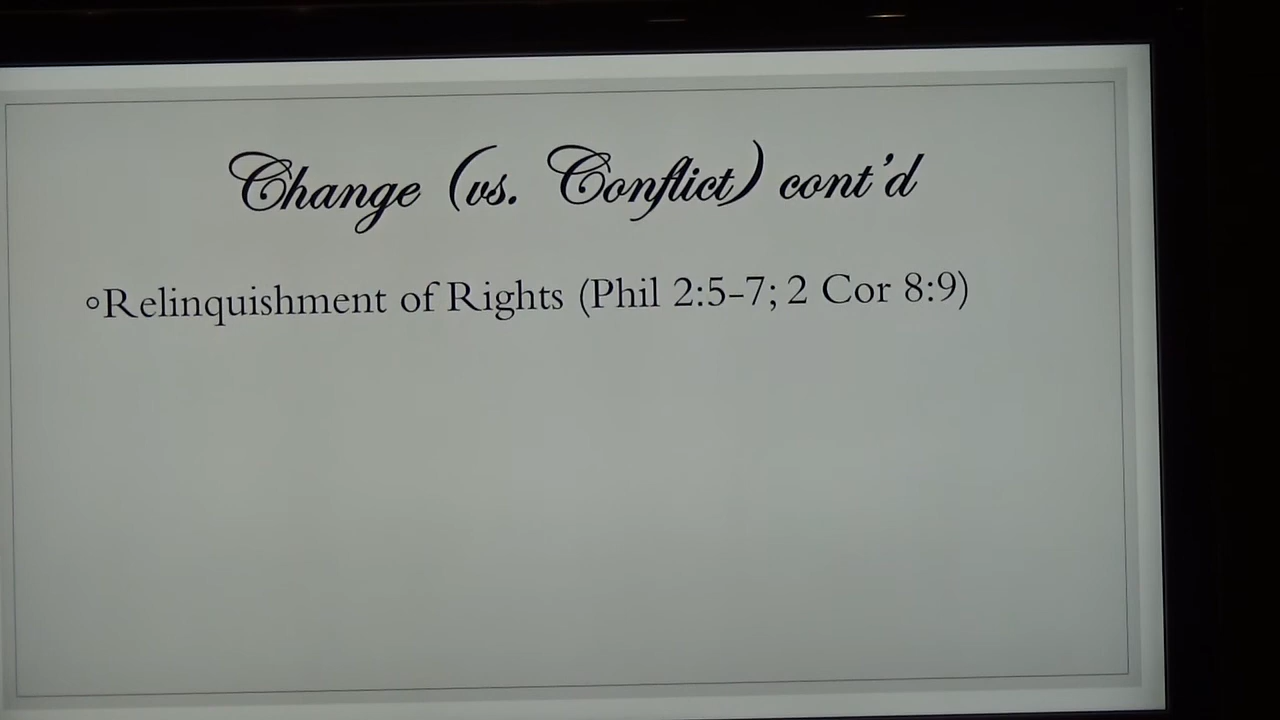 Change (vs. Conflict) cont'd
Relinquishment of Rights (Phil 2:5-7; 2 Cor 8:9)